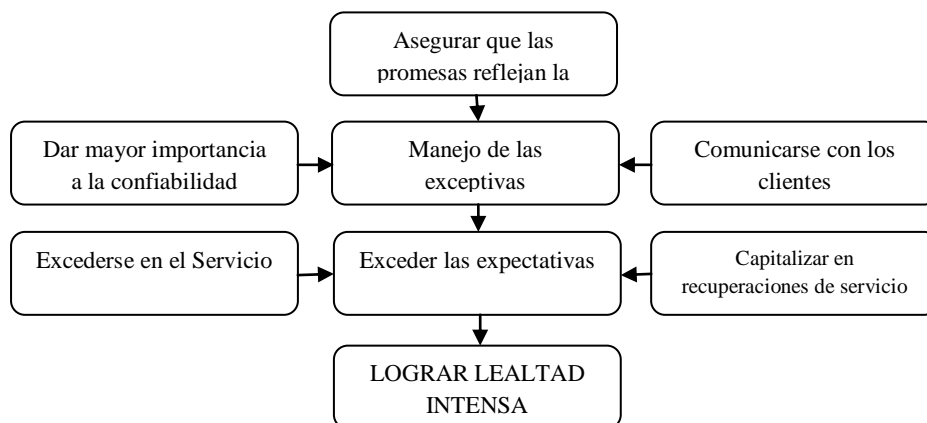 Asegurar que las
promesas reflejan la
Dar mayor importancia
a la confiabilidad
Manejo de las
exceptivas
Comunicarse con los
clientes
Excederse en el Servicio
Exceder las expectativas
Capitalizar en
recuperaciones de servicio
LOGRAR LEALTAD
INTENSA